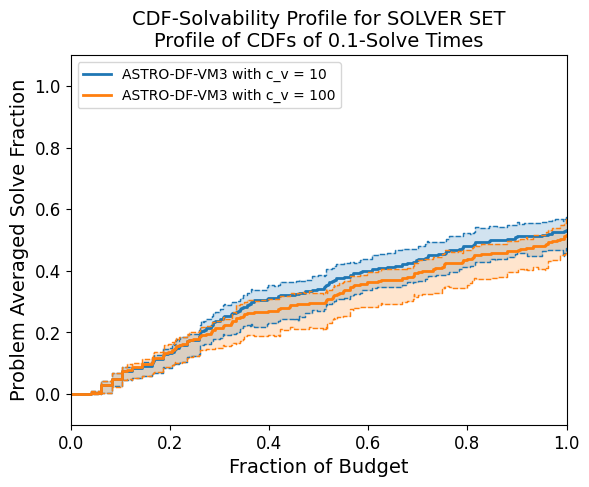 CDF-Solvability Profile for SOLVER SET
Profile of CDFs of 0.1-Solve Times
ASTRO-DF-VM3 with c_v = 10
ASTRO-DF-VM3 with c_v = 100
Problem Averaged Solve Fraction
1.0
0.8
0.6
0.4
0.2
0.0
0.0 0.2 0.4 0.6 0.8 1.0
Fraction of Budget